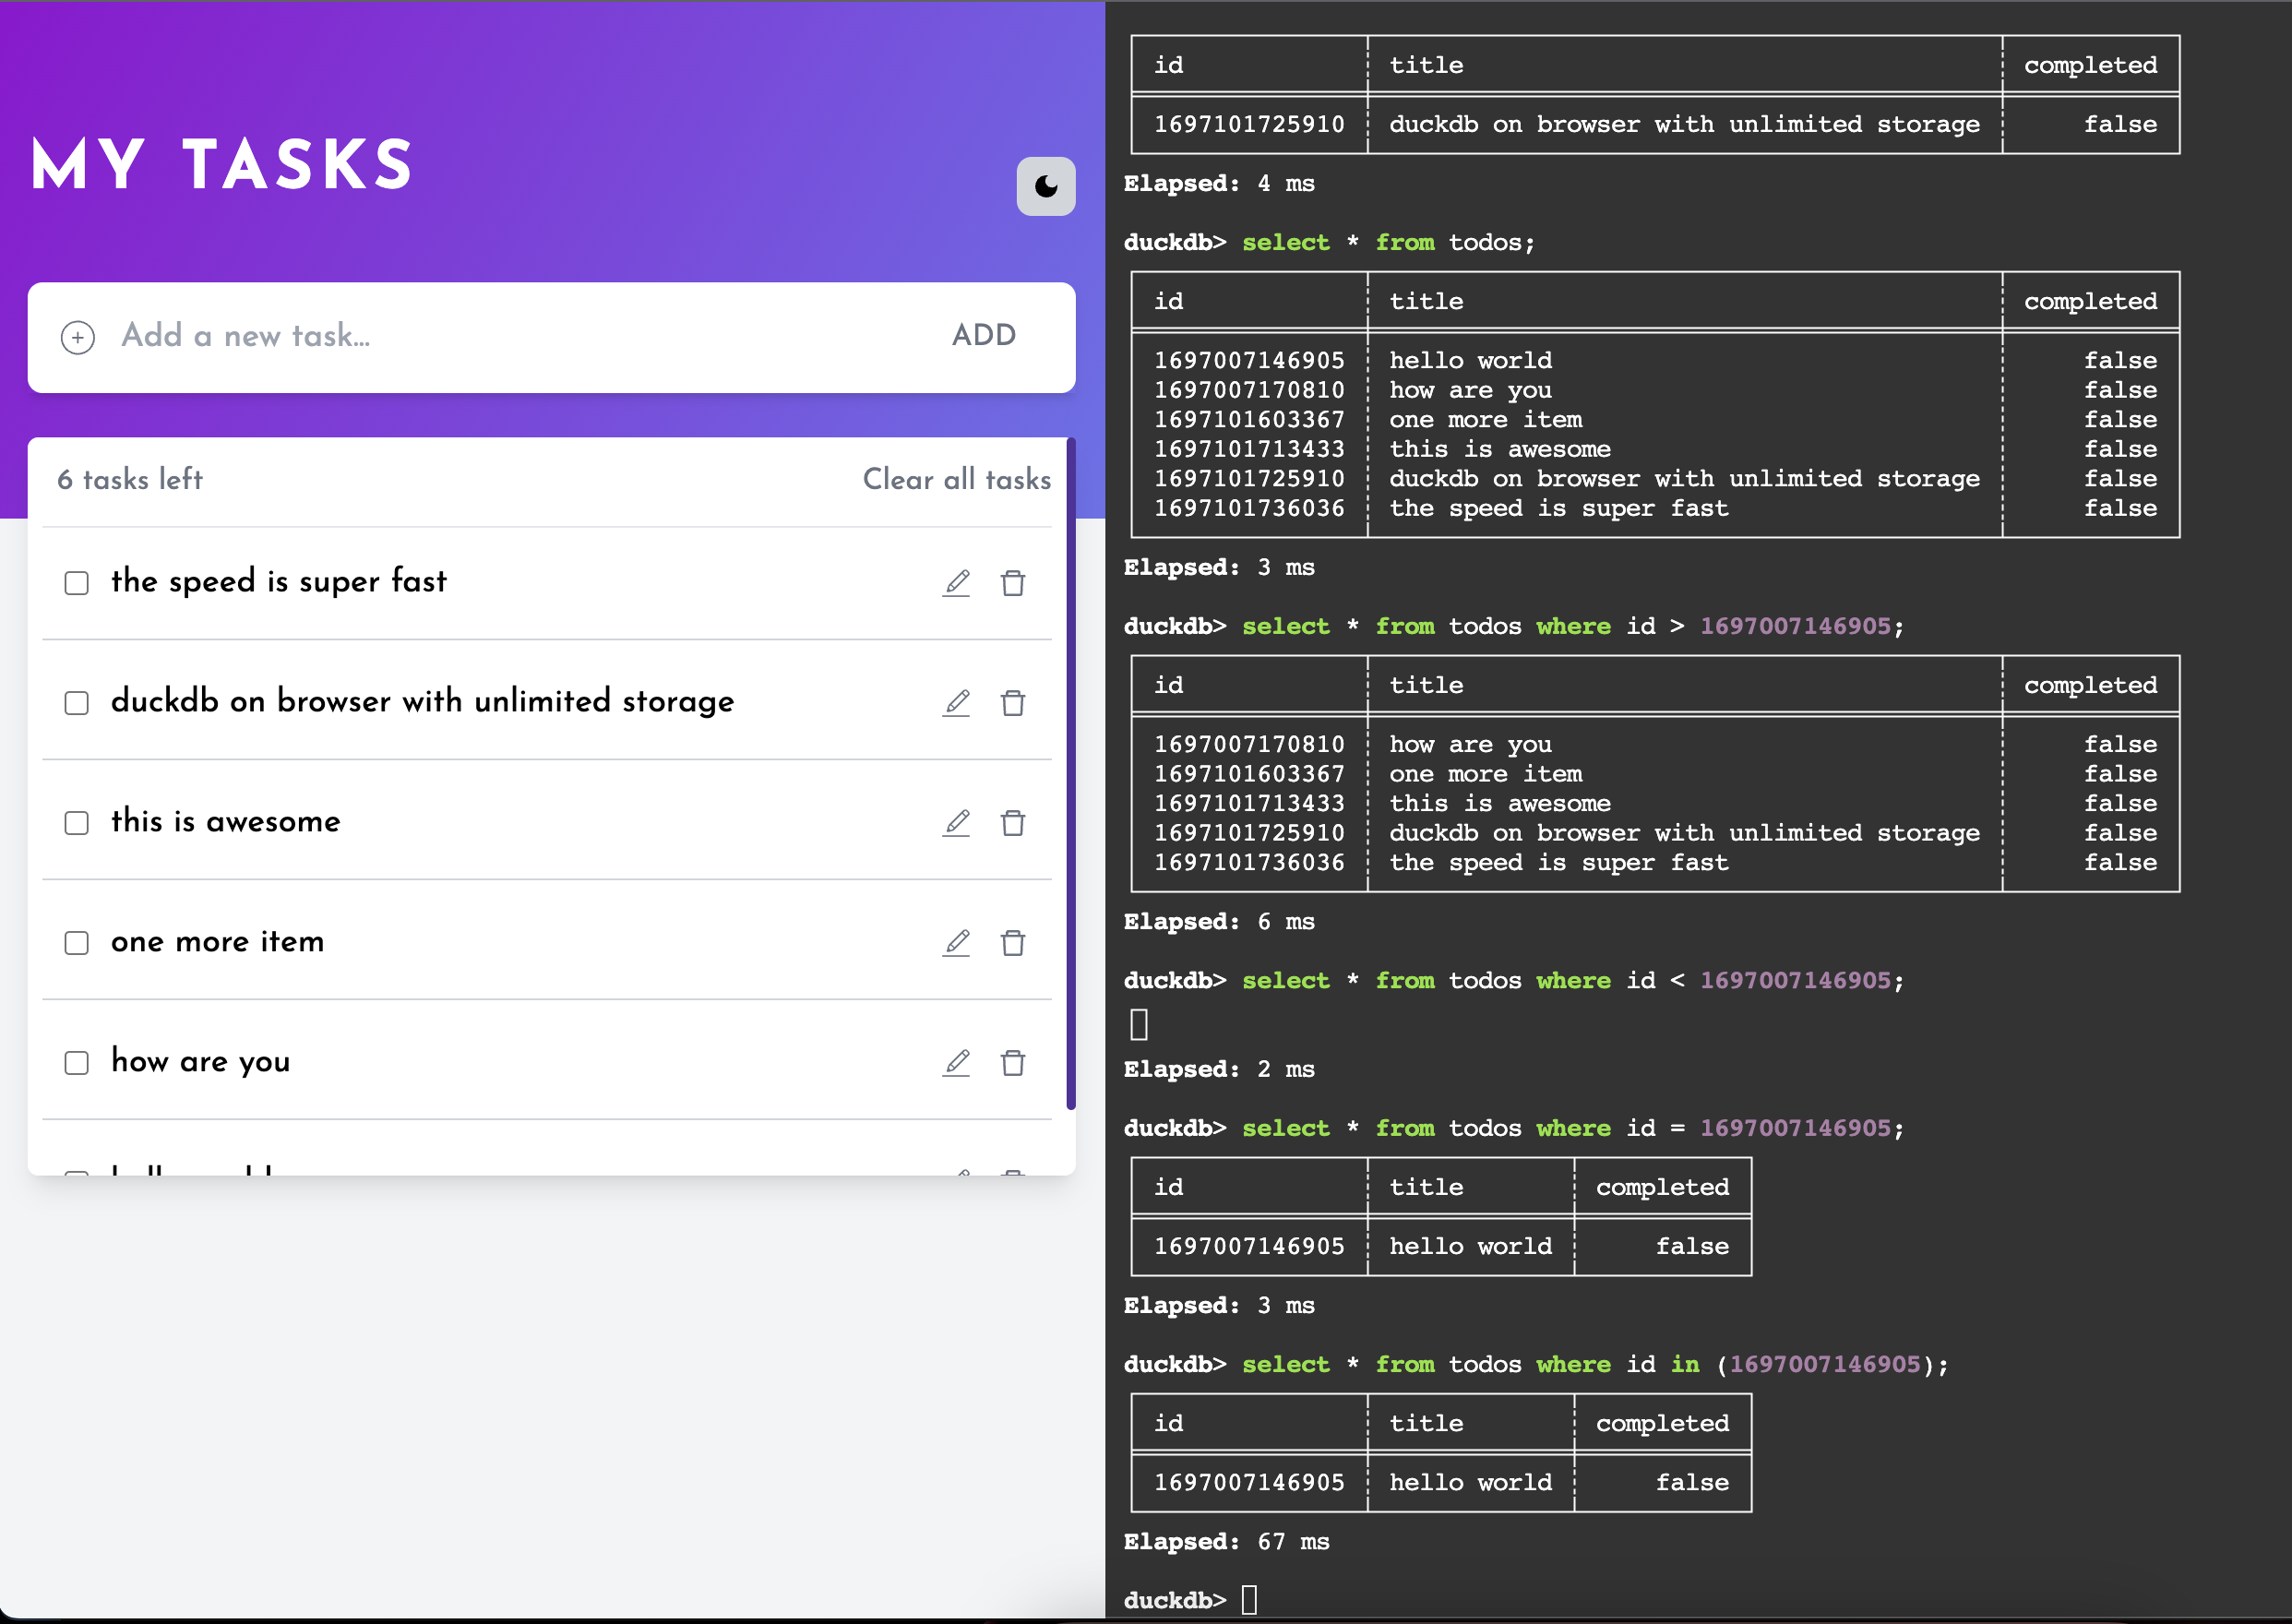 MY TASKS
Add a new task...
ADD
6 tasks left
Clear all tasks
the speed is super fast
duckdb on browser with unlimited storage
this is awesome
one more item
how are you
id title completed
1697101725910 duckdb on browser with unlimited storage false
Elapsed: 4 ms
duckdb> select * from todos;
id title completed
1697007146905 hello world false
1697007170810 how are you false
1697101603367 one more item false
1697101713433 this is awesome false
1697101725910 duckdb on browser with unlimited storage false
1697101736036 the speed is super fast false
Elapsed: 3 ms
duckdb> select * from todos where id > 1697007146905;
id title completed
1697007170810 how are you false
1697101603367 one more item false
1697101713433 this is awesome false
1697101725910 duckdb on browser with unlimited storage false
1697101736036 the speed is super fast false
Elapsed: 6 ms
duckdb> select * from todos where id < 1697007146905;
Elapsed: 2 ms
duckdb> select * from todos where id = 1697007146905;
id title completed
1697007146905 hello world false
Elapsed: 3 ms
duckdb> select * from todos where id in (1697007146905);
id title completed
1697007146905 hello world false
Elapsed: 67 ms
duckdb>